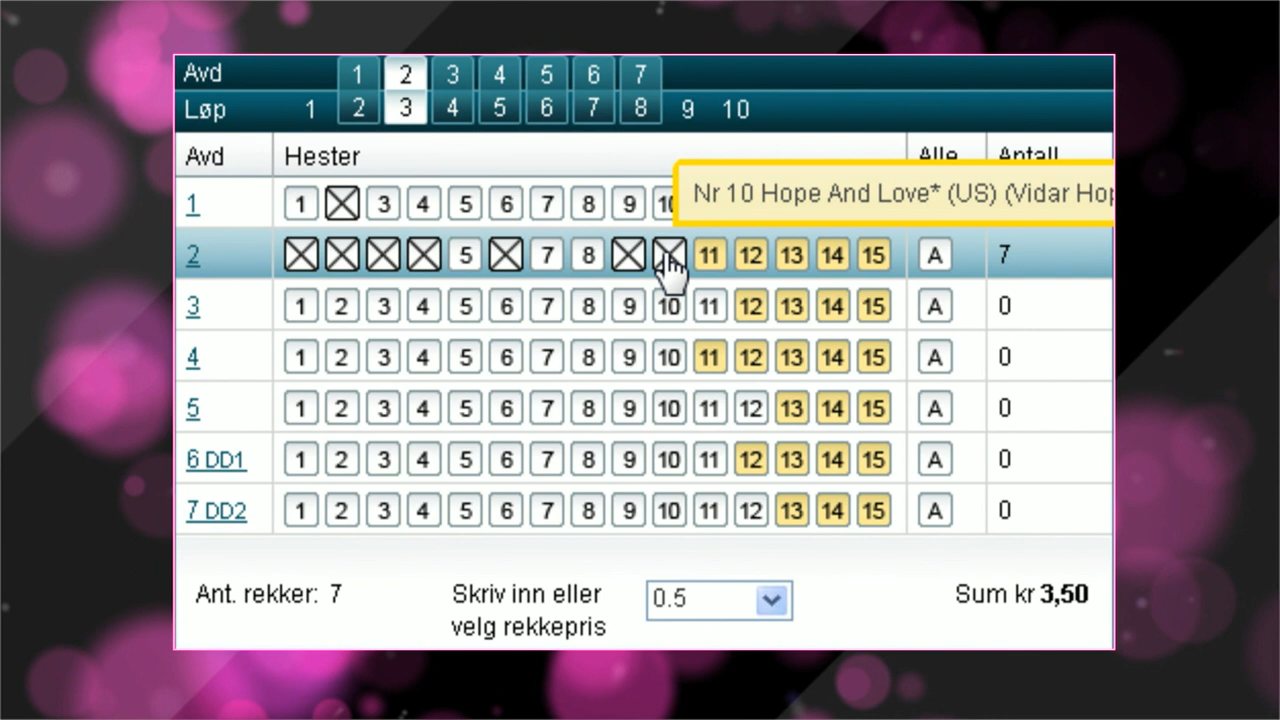 Avd 1 2 3 4 5 6 7
Løp 1 2 3 4 5 6 7 8 9 10
Avd Hester Alle Antall
Nr 10 Hope And Love* (US) (Vidar Hop
1 1 3 4 5 6 7 8 9 10
2 5 7 8 11 12 13 14 15 A 7
3 1 2 3 4 5 6 7 8 9 10 11 12 13 14 15 A 0
4 1 2 3 4 5 6 7 8 9 10 11 12 13 14 15 A 0
5 1 2 3 4 5 6 7 8 9 10 11 12 13 14 15 A 0
6 DD1 1 2 3 4 5 6 7 8 9 10 11 12 13 14 15 A 0
7 DD2 1 2 3 4 5 6 7 8 9 10 11 12 13 14 15 A 0
Ant. rekker: 7 Skriv inn eller 0.5 Sum kr 3,50
velg rekkepris